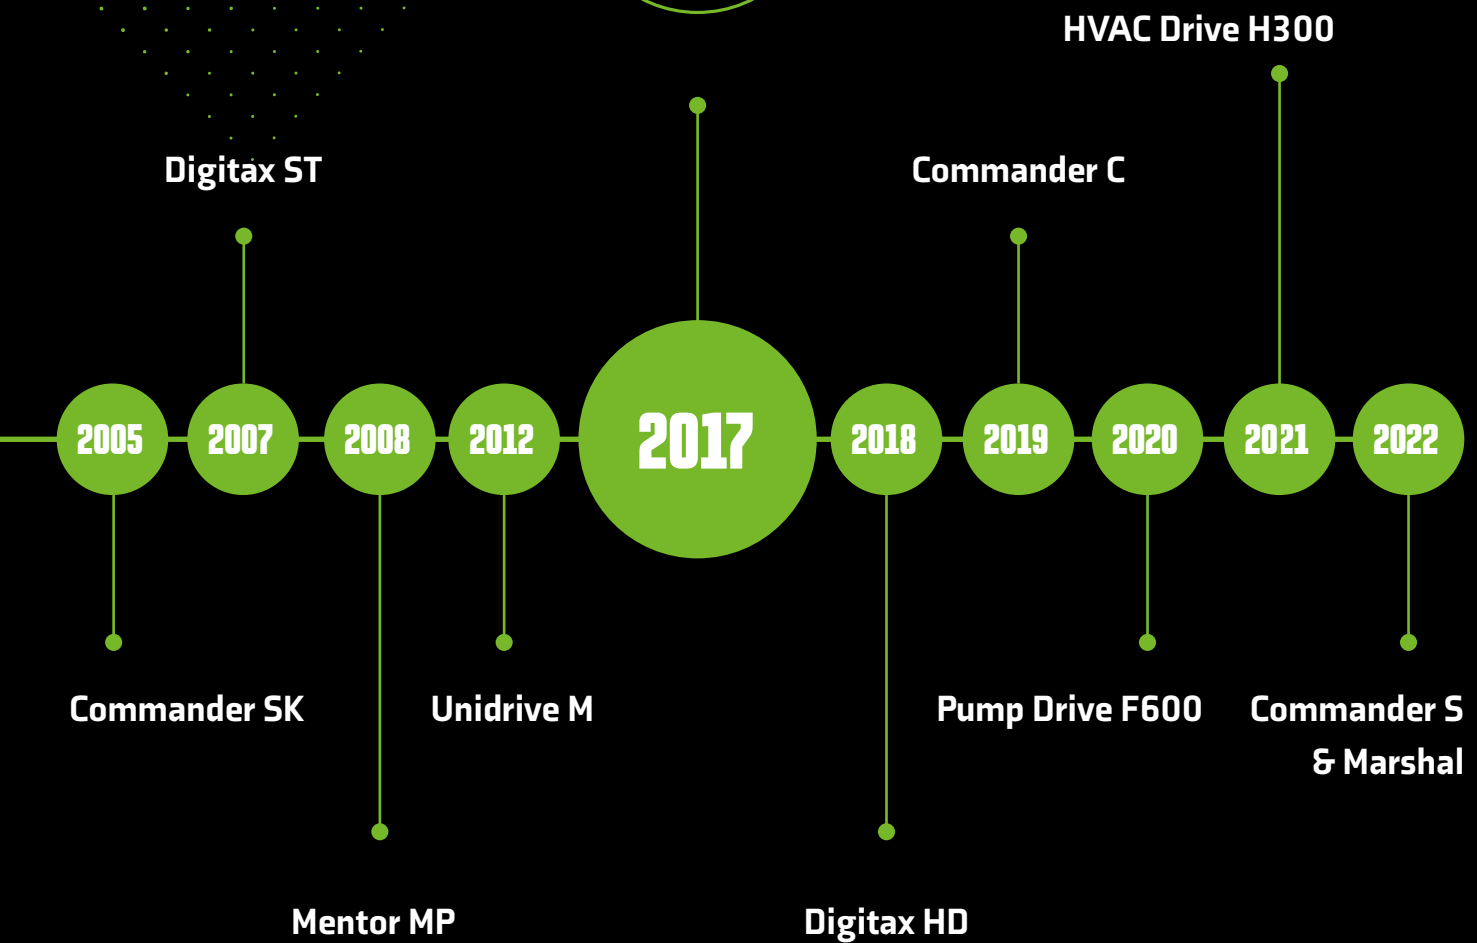 HVAC Drive H300
Digitax ST
Commander C
2005
2007
2008
2012
2017
2018
2019
2020
2021
2022
Commander SK
Unidrive M
Pump Drive F600
Commander S
& Marshal
Mentor MP
Digitax HD